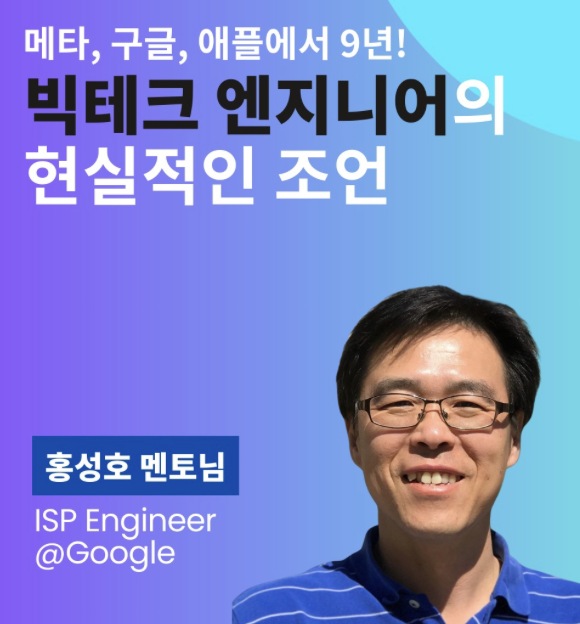 메타, 구글, 애플에서 9년!
빅테크 엔지니어의
현실적인 조언
홍성호 멘토님
ISP Engineer
@Google